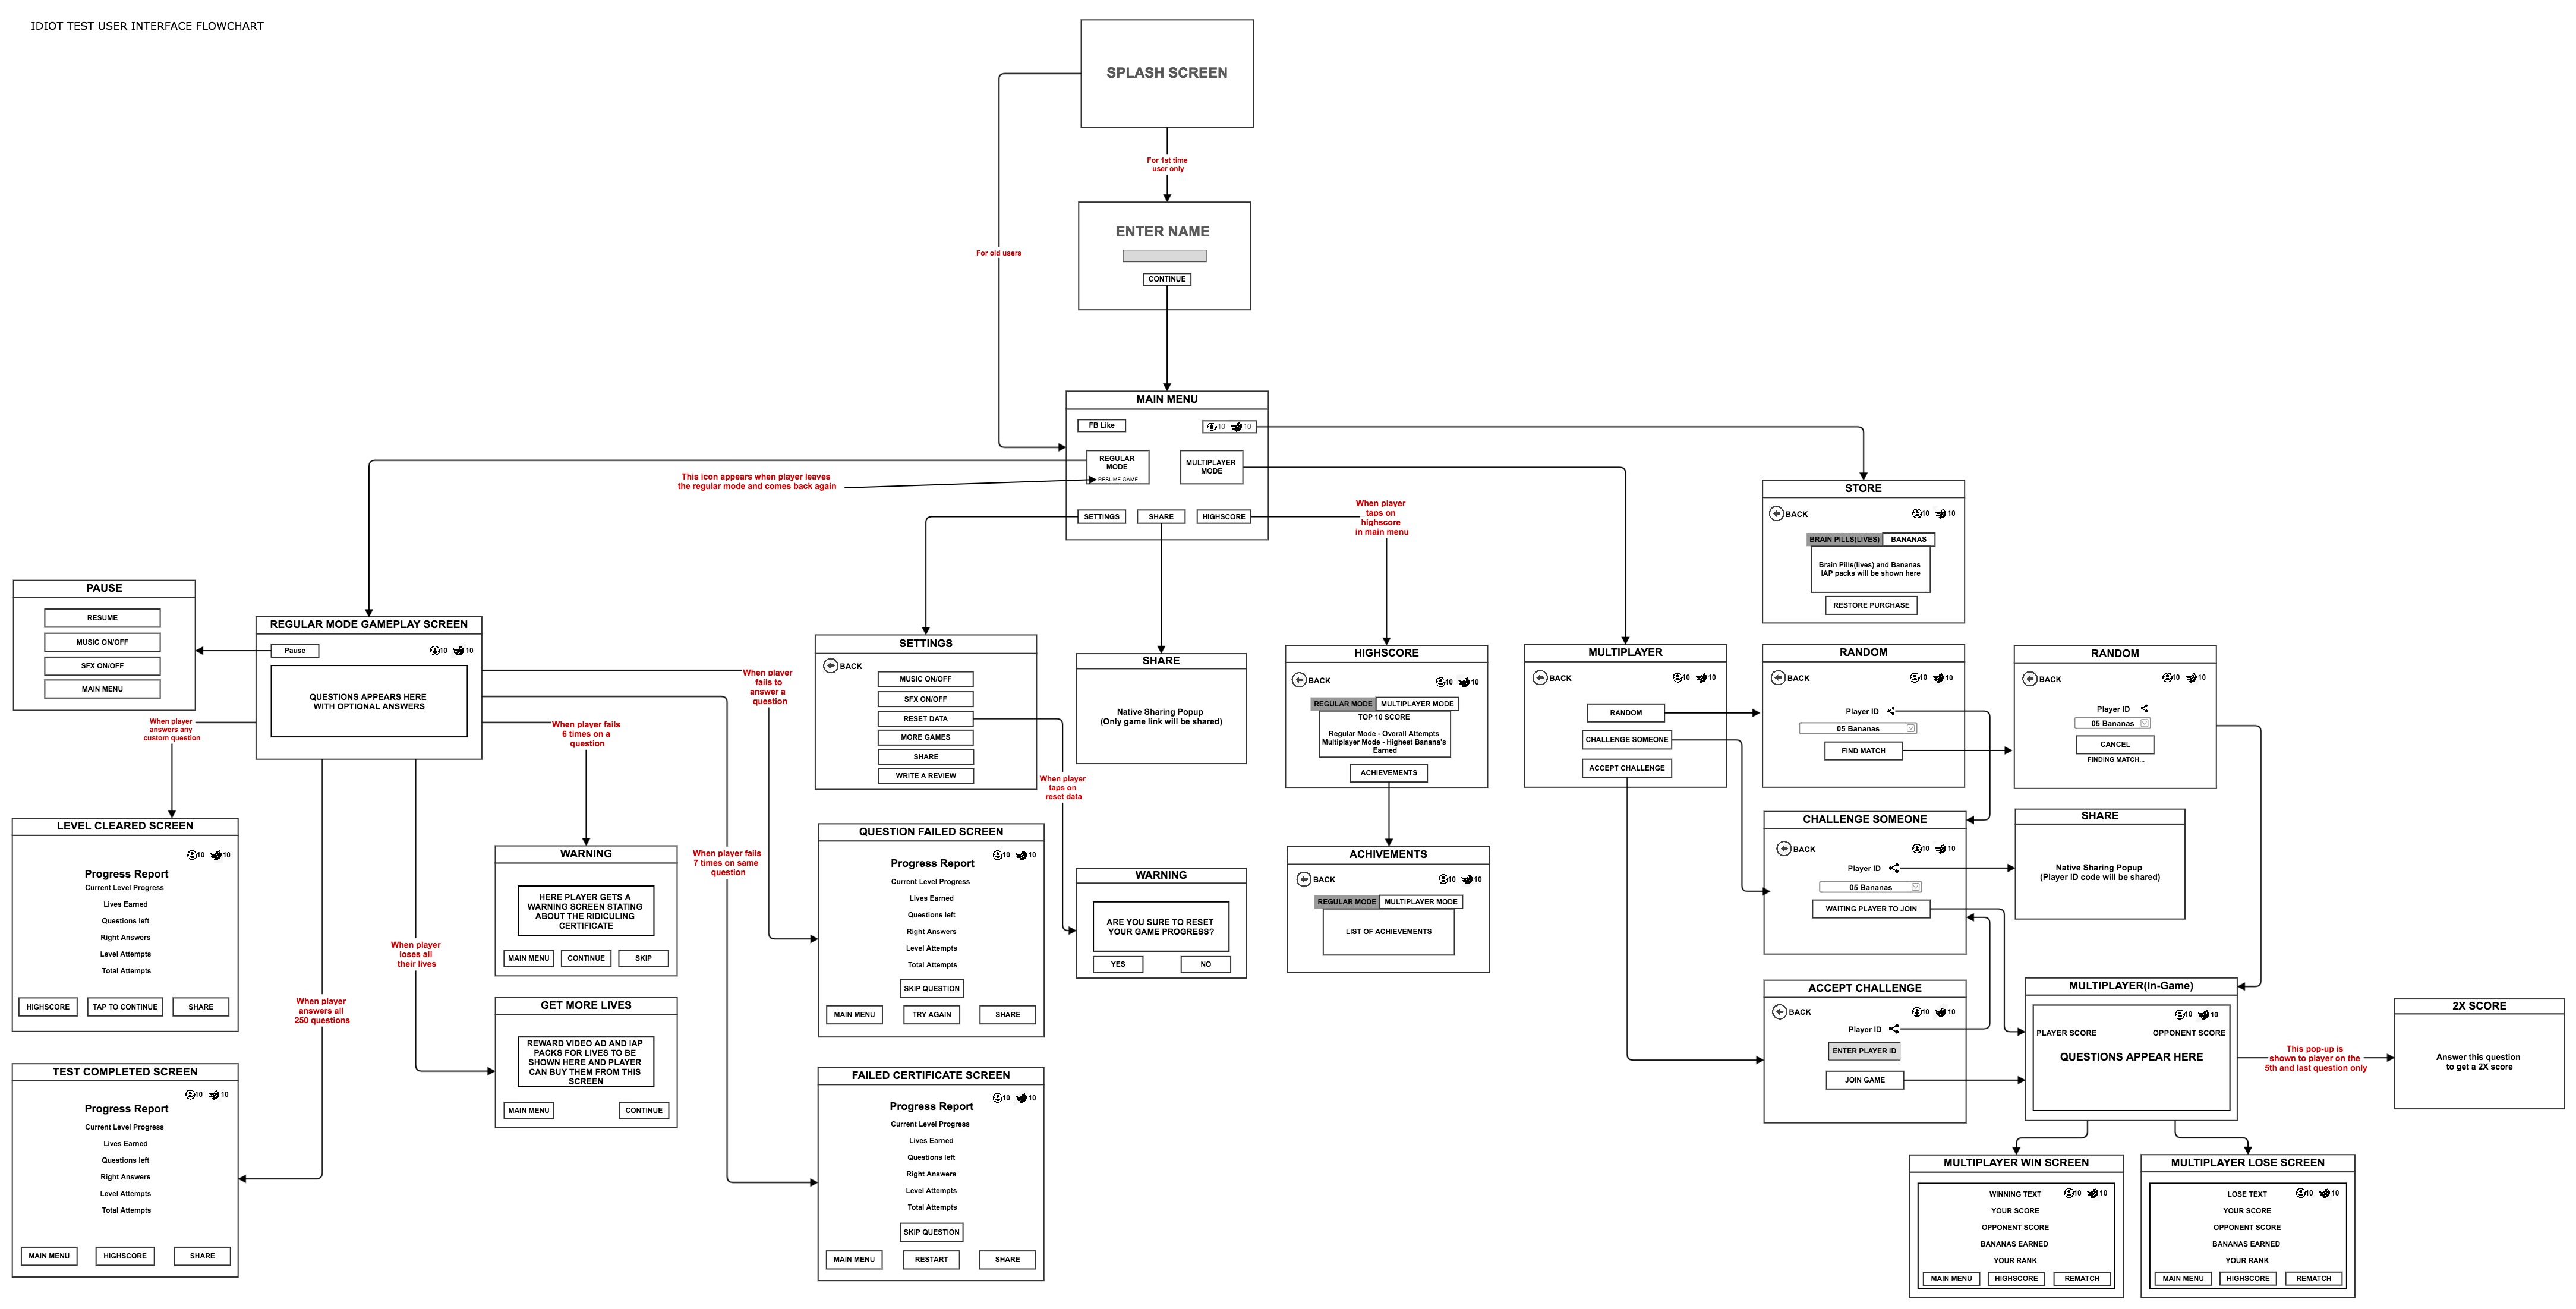 IDIOT TEST USER INTERFACE FLOWCHART
SPLASH SCREEN
For 1st time
user only
For old users
ENTER NAME
CONTINUE
MAIN MENU
FB Like
10 10
REGULAR
MODE
RESUME GAME
MULTIPLAYER
MODE
SETTINGS
SHARE
HIGHSCORE
This icon appears when player leaves
the regular mode and comes back again
When player
taps on
highscore
in main menu
STORE
BACK
10 10
BRAIN PILLS(LIVES)
BANANAS
Brain Pills(lives) and Bananas
IAP packs will be shown here
RESTORE PURCHASE
PAUSE
RESUME
MUSIC ON/OFF
SFX ON/OFF
MAIN MENU
REGULAR MODE GAMEPLAY SCREEN
Pause
10 10
QUESTIONS APPEARS HERE
WITH OPTIONAL ANSWERS
When player
answers any
custom question
When player fails
6 times on a
question
When player
fails to
answer a
question
When player fails
7 times on same
question
When player
loses all
their lives
When player
answers all
250 questions
SETTINGS
BACK
MUSIC ON/OFF
SFX ON/OFF
RESET DATA
MORE GAMES
SHARE
WRITE A REVIEW
When player
taps on
reset data
SHARE
Native Sharing Popup
(Only game link will be shared)
HIGHSCORE
BACK
10 10
REGULAR MODE
MULTIPLAYER MODE
TOP 10 SCORE
Regular Mode - Overall Attempts
Multiplayer Mode - Highest Banana's
Earned
ACHIEVEMENTS
MULTIPLAYER
BACK
10 10
RANDOM
CHALLENGE SOMEONE
ACCEPT CHALLENGE
RANDOM
BACK
10 10
Player ID
05 Bananas
FIND MATCH
RANDOM
BACK
10 10
Player ID
05 Bananas
CANCEL
FINDING MATCH...
LEVEL CLEARED SCREEN
10 10
Progress Report
Current Level Progress
Lives Earned
Questions left
Right Answers
Level Attempts
Total Attempts
HIGHSCORE
TAP TO CONTINUE
SHARE
WARNING
HERE PLAYER GETS A
WARNING SCREEN STATING
ABOUT THE RIDICULING
CERTIFICATE
MAIN MENU
CONTINUE
SKIP
QUESTION FAILED SCREEN
10 10
Progress Report
Current Level Progress
Lives Earned
Questions left
Right Answers
Level Attempts
Total Attempts
SKIP QUESTION
MAIN MENU
TRY AGAIN
SHARE
WARNING
ARE YOU SURE TO RESET
YOUR GAME PROGRESS?
YES
NO
ACHIVEMENTS
BACK
10 10
REGULAR MODE
MULTIPLAYER MODE
LIST OF ACHIEVEMENTS
CHALLENGE SOMEONE
BACK
10 10
Player ID
05 Bananas
WAITING PLAYER TO JOIN
SHARE
Native Sharing Popup
(Player ID code will be shared)
GET MORE LIVES
REWARD VIDEO AD AND IAP
PACKS FOR LIVES TO BE
SHOWN HERE AND PLAYER
CAN BUY THEM FROM THIS
SCREEN
MAIN MENU
CONTINUE
ACCEPT CHALLENGE
BACK
10 10
Player ID
ENTER PLAYER ID
JOIN GAME
MULTIPLAYER(In-Game)
10 10
PLAYER SCORE
OPPONENT SCORE
QUESTIONS APPEAR HERE
This pop-up is
shown to player on the
5th and last question only
2X SCORE
Answer this question
to get a 2X score
TEST COMPLETED SCREEN
10 10
Progress Report
Current Level Progress
Lives Earned
Questions left
Right Answers
Level Attempts
Total Attempts
MAIN MENU
HIGHSCORE
SHARE
FAILED CERTIFICATE SCREEN
10 10
Progress Report
Current Level Progress
Lives Earned
Questions left
Right Answers
Level Attempts
Total Attempts
SKIP QUESTION
MAIN MENU
RESTART
SHARE
MULTIPLAYER WIN SCREEN
WINNING TEXT
10 10
YOUR SCORE
OPPONENT SCORE
BANANAS EARNED
YOUR RANK
MAIN MENU
HIGHSCORE
REMATCH
MULTIPLAYER LOSE SCREEN
LOSE TEXT
10 10
YOUR SCORE
OPPONENT SCORE
BANANAS EARNED
YOUR RANK
MAIN MENU
HIGHSCORE
REMATCH